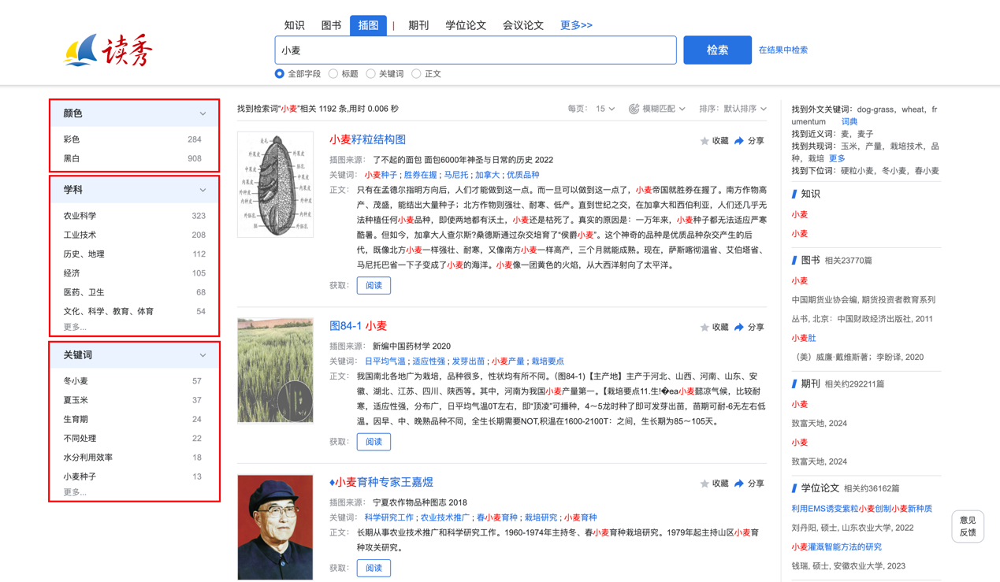 读秀
知识 图书 插图 | 期刊 学位论文 会议论文 更多>>
小麦 检索 在结果中检索
全部字段 标题 关键词 正文
颜色
彩色 284
黑白 908
学科
农业科学 323
工业技术 208
历史、地理 112
经济 105
医药、卫生 68
文化、科学、教育、体育 54
更多...
关键词
冬小麦 57
夏玉米 37
生育期 24
不同处理 22
水分利用效率 18
小麦种子 13
更多...
找到检索词"小麦"相关 1192 条,用时 0.006 秒 每页: 15 模糊匹配 排序: 默认排序
小麦籽粒结构图 收藏 分享
插图来源: 了不起的面包 面包6000年神圣与日常的历史 2022
关键词: 小麦种子 ; 胜券在握 ; 马尼托 ; 加拿大 ; 优质品种
正文: 只有在孟德尔指明方向后，人们才能做到这一点。而一旦可以做到这一点了，小麦帝国就胜券在握了。南方作物高
产、茂盛，能结出大量种子；北方作物则强壮、耐寒、低产。直到世纪之交，在加拿大和西伯利亚，人们还几乎无
法种植任何小麦品种，即使两地都有沃土，小麦还是枯死了。真实的原因是：一万年来，小麦种子都无法适应严寒
酷暑。但如今，加拿大人查尔斯?桑德斯通过杂交培育了“侯爵小麦”。这个神奇的品种是优质品种杂交产生的后
代，既像北方小麦一样强壮、耐寒，又像南方小麦一样高产，三个月就能成熟。现在，萨斯喀彻温省、艾伯塔省、
马尼托巴省一下子变成了小麦的海洋。小麦像一团黄色的火焰，从大西洋射向了太平洋。
获取: 阅读
图84-1 小麦 收藏 分享
插图来源: 新编中国药材学 2020
关键词: 日平均气温 ; 适应性强 ; 发芽出苗 ; 小麦产量 ; 栽培要点
正文: 我国南北各地广为栽培，品种很多，性状均有所不同。(图84-1)【主产地】主产于河北、山西、河南、山东、安
徽、湖北、江苏、四川、陕西等。其中，河南为我国小麦产量第一。【栽培要点11.生!�ea小麦懿凉气候，比较耐
寒，适应性强，分布广，日平均气温0T左右，即“顶凌”可播种，4～5龙时种了即可发芽出苗，苗期可耐-6无左右低
温。因早、中、晚熟品种不同，全生长期需要NOT,积温在1600-2100T：之间，生长期为85～105天。
获取: 阅读
♦小麦育种专家王嘉煜 收藏 分享
插图来源: 宁夏农作物品种图志 2018
关键词: 科学研究工作 ; 农业技术推广 ; 春小麦育种 ; 栽培研究 ; 小麦育种
正文: 长期从事农业技术推广和科学研究工作。1960-1974年主持冬、春小麦育种栽培研究。1979年起主持山区小麦育
种攻关研究。
获取: 阅读
找到外文关键词: dog-grass，wheat，fr
umentum 词典
找到近义词: 麦，麦子
找到共现词: 玉米，产量，栽培技术，品
种，栽培 更多
找到下位词: 硬粒小麦，冬小麦，春小麦
知识
小麦
小麦
图书 相关23770篇
小麦
中国期货业协会编, 期货投资者教育系列
丛书, 北京：中国财政经济出版社, 2011
小麦肚
（美）威廉·戴维斯著；李盼译, 2020
期刊 相关约292211篇
小麦
致富天地, 2024
小麦
致富天地, 2024
学位论文 相关约36162篇
利用EMS诱变紫粒小麦创制小麦新种质
刘丹阳, 硕士, 山东农业大学, 2022
小麦灌溉智能方法的研究
钱瑞, 硕士, 安徽农业大学, 2023
意见
反馈